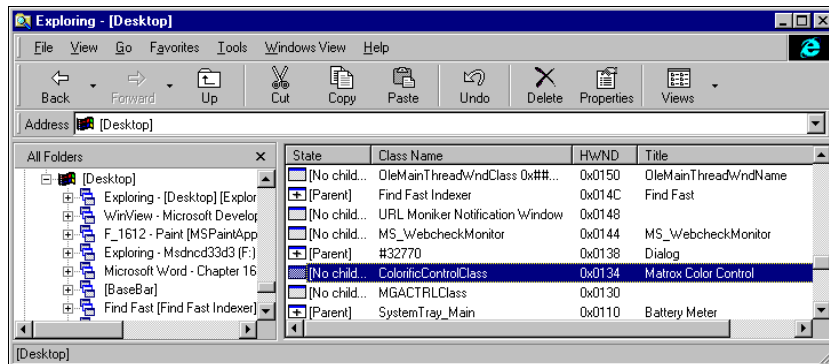 Exploring - [Desktop]
File View Go Favorites Tools Windows View Help
Back Forward Up Cut Copy Paste Undo Delete Properties Views
Address [Desktop]
All Folders
[Desktop]
Exploring - [Desktop] [Explor
WinView - Microsoft Develop
F_1612 - Paint [MSPaintApp
Exploring - Msdncd33d3 (F:)
Microsoft Word - Chapter 16
[BaseBar]
Find Fast [Find Fast Indexer]
State Class Name HWND Title
[No child... OleMainThreadWndClass 0x##... 0x0150 OleMainThreadWndName
[Parent] Find Fast Indexer 0x014C Find Fast
[No child... URL Moniker Notification Window 0x0148
[No child... MS_WebcheckMonitor 0x0144 MS_WebcheckMonitor
[Parent] #32770 0x0138 Dialog
[No child... ColorificControlClass 0x0134 Matrox Color Control
[No child... MGACTRLClass 0x0130
[Parent] SystemTray_Main 0x0110 Battery Meter
[Desktop]